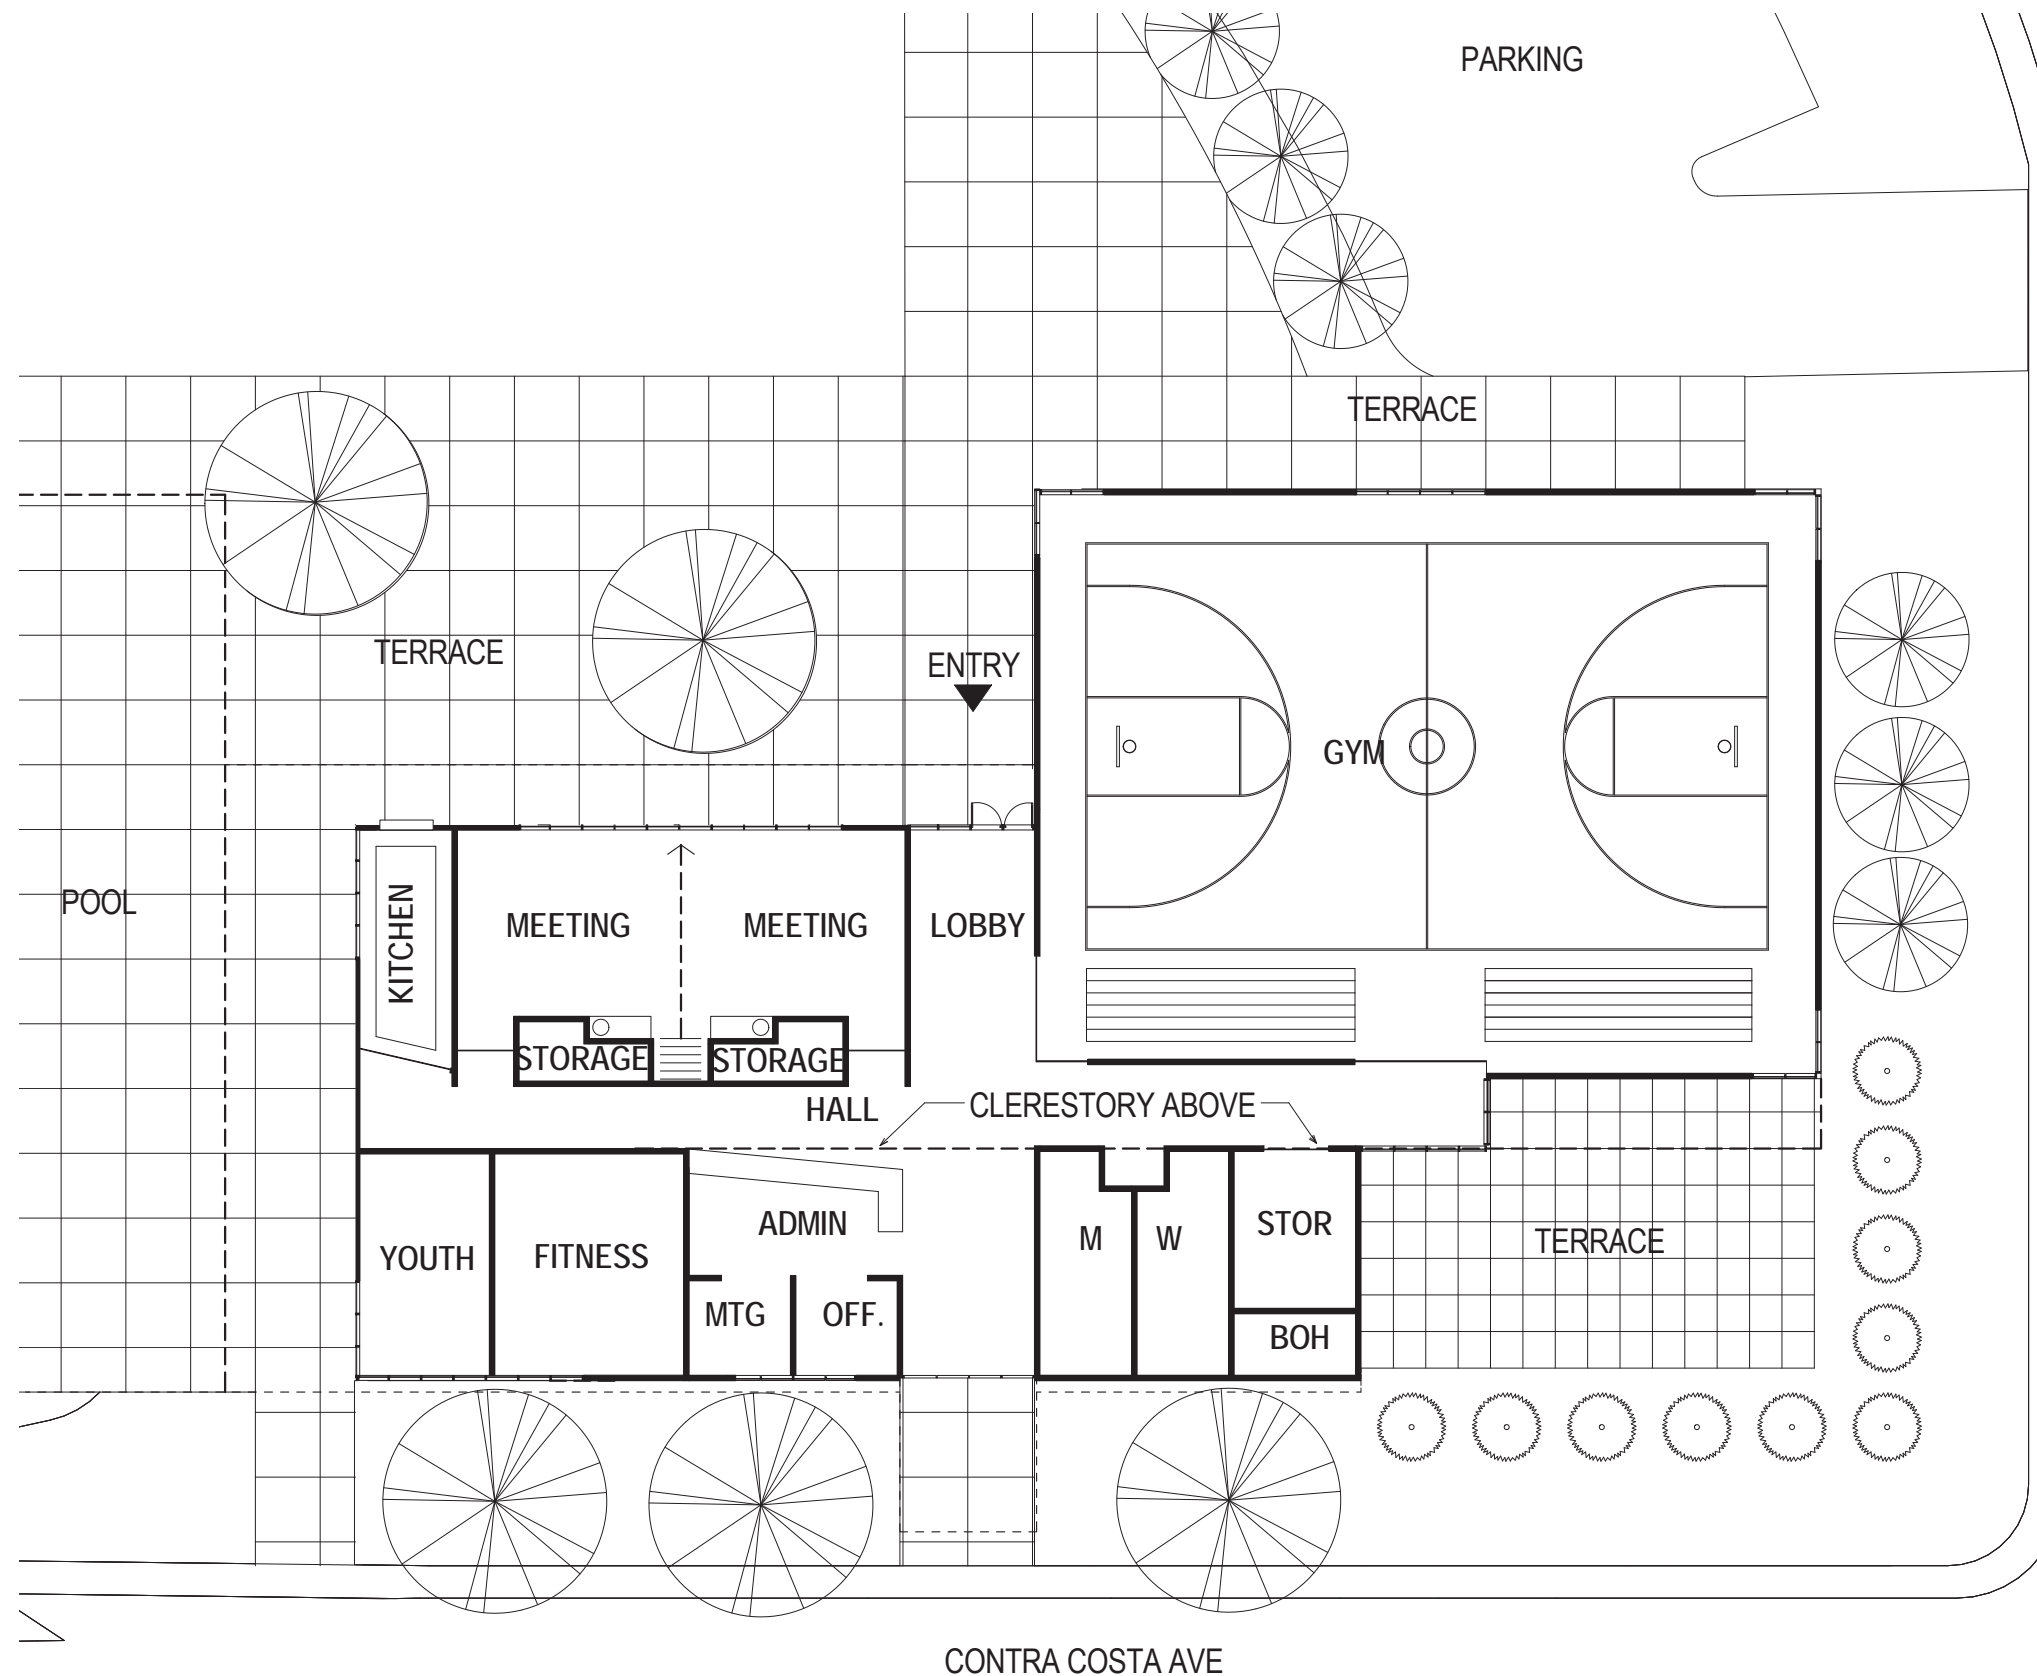 PARKING
TERRACE
TERRACE
ENTRY
GYM
POOL
KITCHEN
MEETING
MEETING
LOBBY
STORAGE
STORAGE
HALL
CLERESTORY ABOVE
YOUTH
FITNESS
ADMIN
M
W
STOR
TERRACE
MTG
OFF.
BOH
CONTRA COSTA AVE